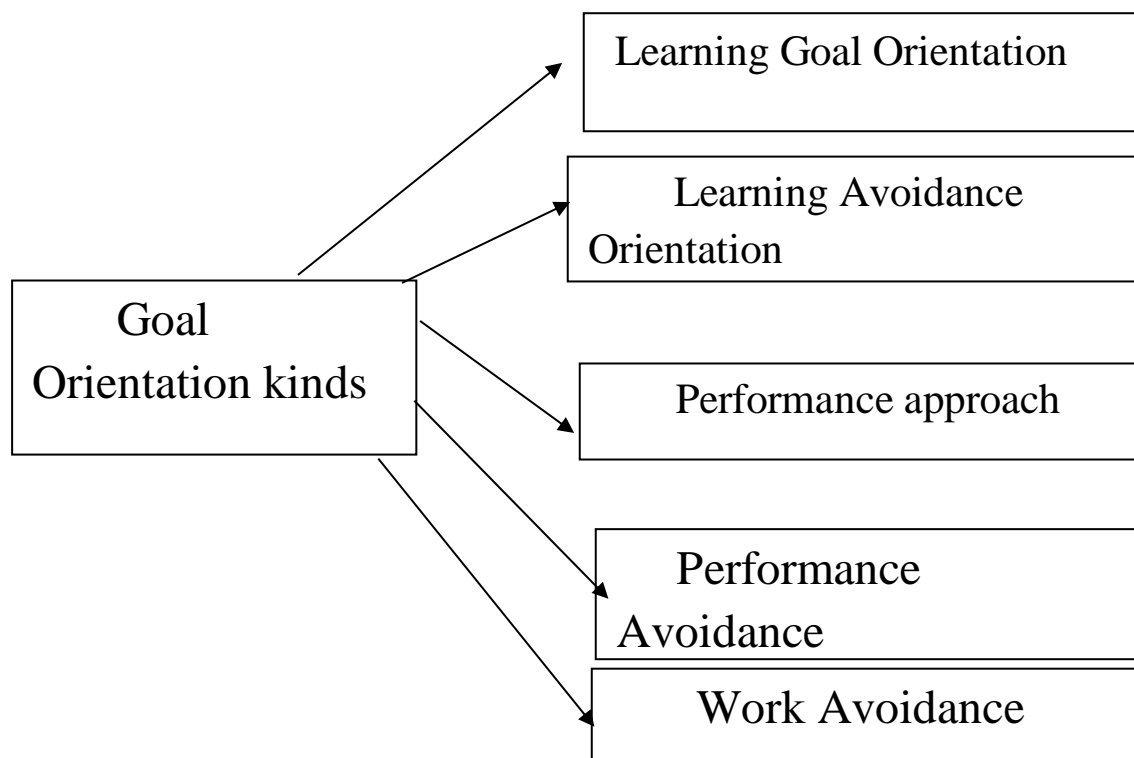 Learning Goal Orientation
Learning Avoidance
Orientation
Goal
Orientation kinds
Performance approach
Performance
Avoidance
Work Avoidance